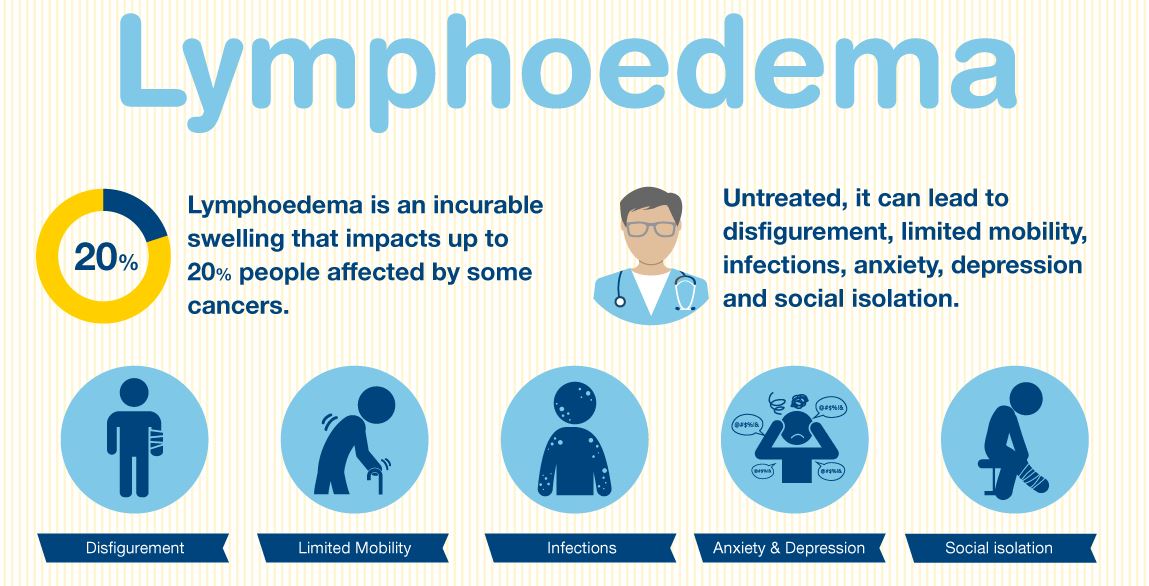 Lymphoedema
20%
Lymphoedema is an incurable
swelling that impacts up to
20% people affected by some
cancers.
Untreated, it can lead to
disfigurement, limited mobility,
infections, anxiety, depression
and social isolation.
@#$%!&
@#$%!&
@#$%!&
@#$%!&
Disfigurement
Limited Mobility
Infections
Anxiety & Depression
Social isolation